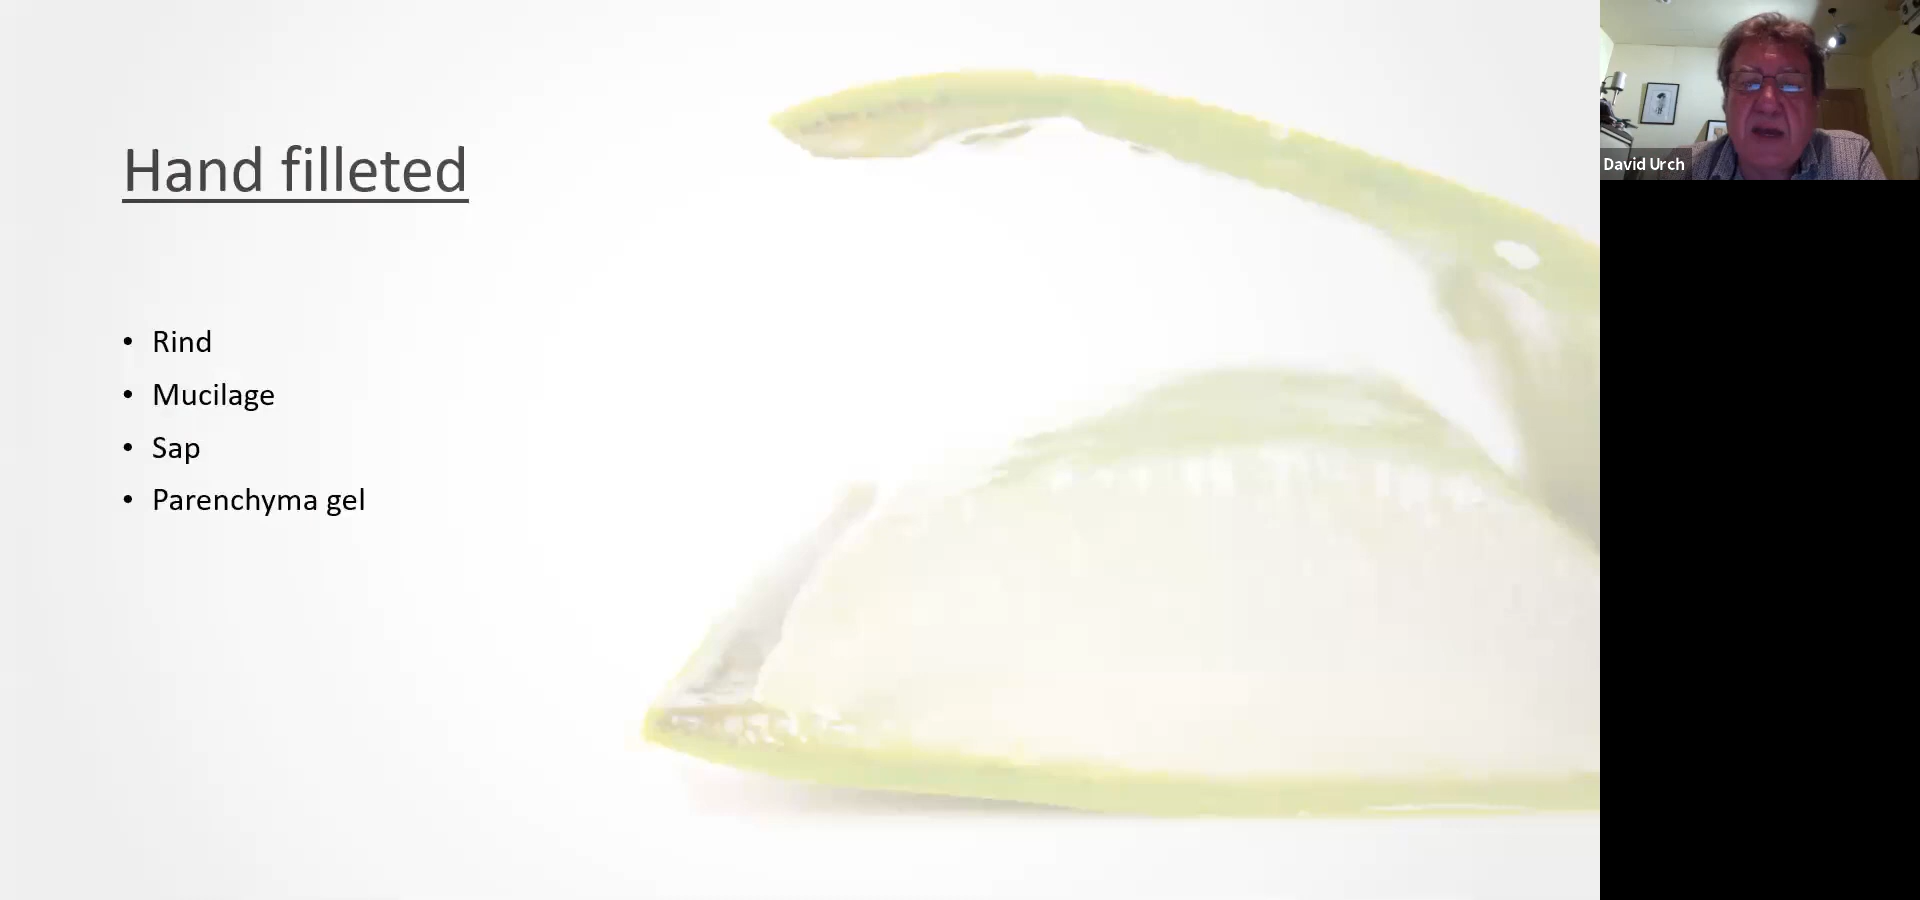 Hand filleted
• Rind
• Mucilage
• Sap
• Parenchyma gel
David Urch